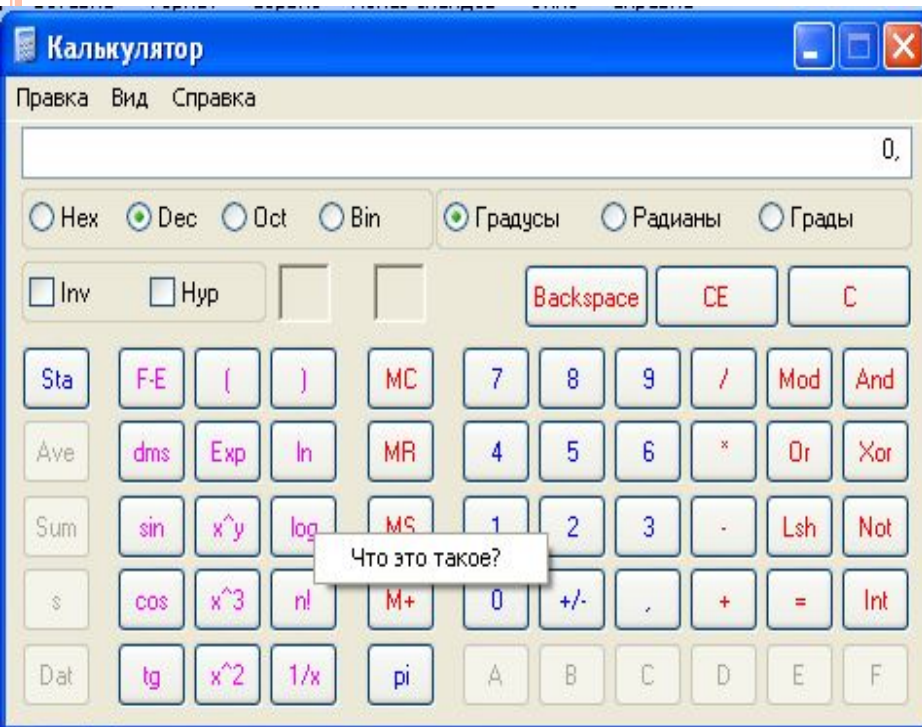 Калькулятор
Правка Вид Справка
0,
Hex Dec Oct Bin Градусы Радианы Грады
Inv Hyp Backspace CE C
Sta F-E ( ) MC 7 8 9 / Mod And
Ave dms Exp ln MR 4 5 6 * Or Xor
Sum sin x^y log MS 1 2 3 - Lsh Not
Что это такое?
s cos x^3 n! M+ 0 +/- , + = Int
Dat tg x^2 1/x pi A B C D E F